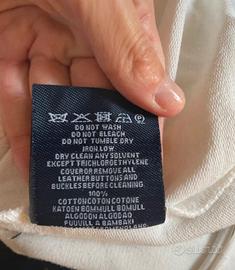 DO NOT WASH
DO NOT BLEACH
DO NOT TUMBLE DRY
IRON LOW
DRY CLEAN ANY SOLVENT
EXCEPT TRICHLOROETHYLENE
COVER OR REMOVE ALL
LEATHER BUTTONS AND
BUCKLES BEFORE CLEANING
100%
COTTON COTON COTONE
KATOEN BOMULL BOMULL
ALGODON ALGODAO
PUUVILLA BAMBAKI
subito